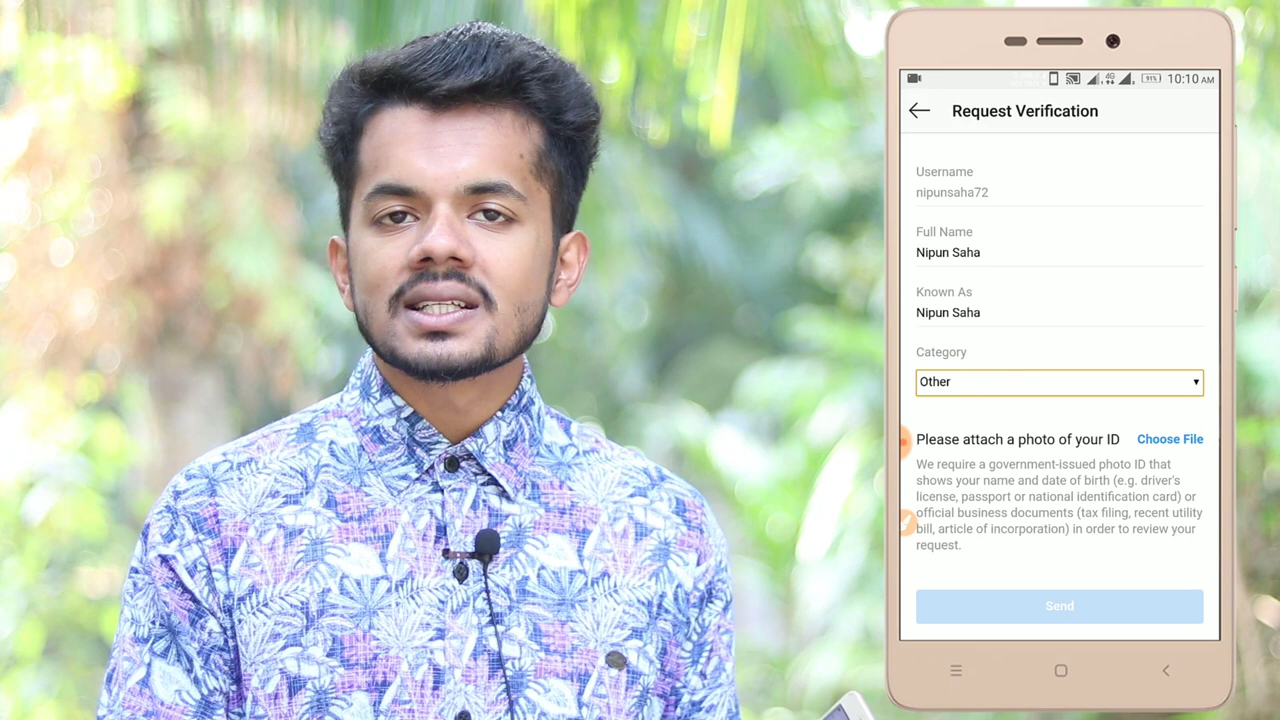 4G 91% 10:10 AM
Request Verification
Username
nipunsaha72
Full Name
Nipun Saha
Known As
Nipun Saha
Category
Other
Please attach a photo of your ID Choose File
We require a government-issued photo ID that
shows your name and date of birth (e.g. driver's
license, passport or national identification card) or
official business documents (tax filing, recent utility
bill, article of incorporation) in order to review your
request.
Send